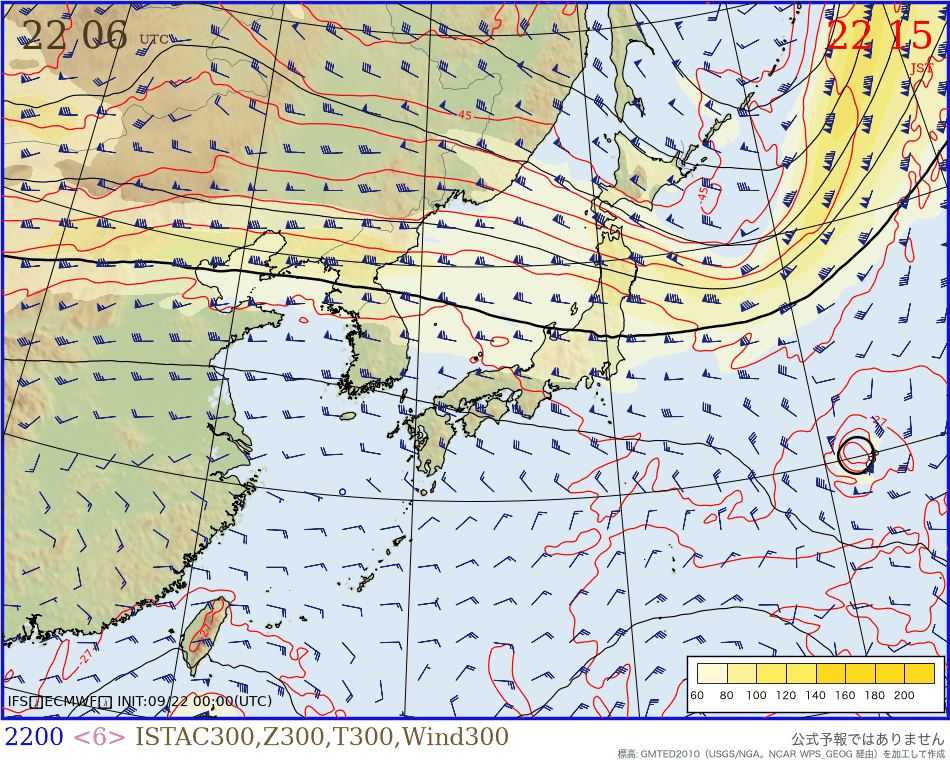 22 06 UTC
22 15
JST
-45
-45
-27
-27
-27
IFS ECMWF INIT:09/22 00:00(UTC)
60 80 100 120 140 160 180 200
2200 <6> ISTAC300,Z300,T300,Wind300
公式予報ではありません
標高: GMTED2010（USGS/NGA。NCAR WPS_GEOG 経由）を加工して作成